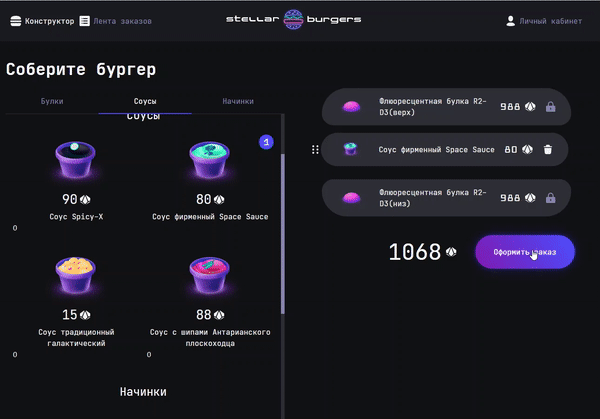 Конструктор
Лента заказов
stellar burgers
Личный кабинет
Соберите бургер
Булки
Соусы
Начинки
Соусы
1
90
80
Соус Spicy-X
Соус фирменный Space Sauce
0
15
88
Соус традиционный
галактический
Соус с шипами Антарианского
плоскоходца
0
0
Начинки
Флюоресцентная булка R2-
D3(верх)
988
Соус фирменный Space Sauce
80
Флюоресцентная булка R2-
D3(низ)
988
1068
Оформить заказ